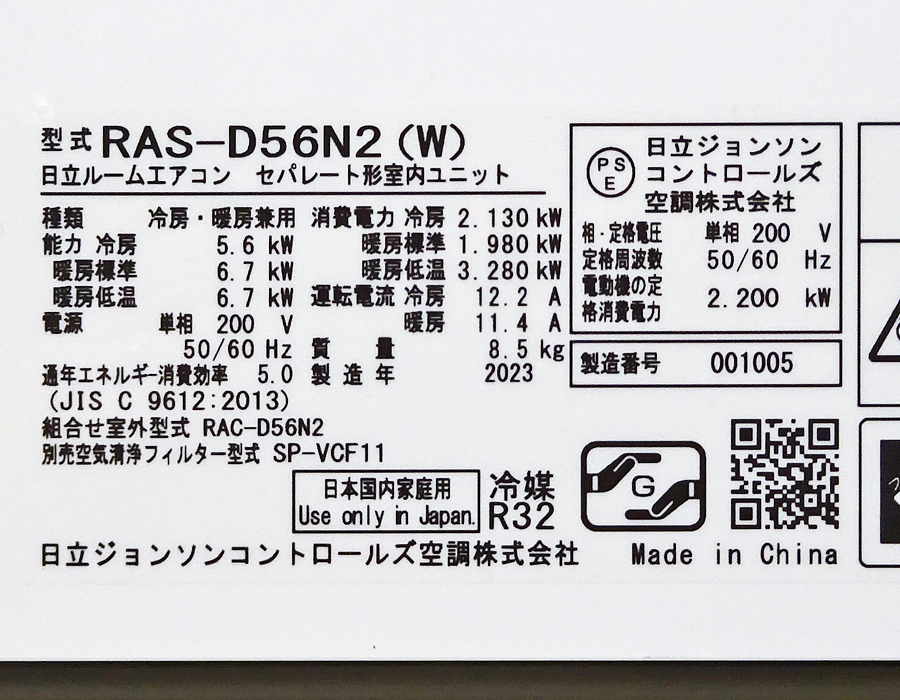 型式 RAS-D56N2 (W)
日立ルームエアコン セパレート形室内ユニット
種類 冷房・暖房兼用
能力 冷房 5.6 kW
暖房標準 6.7 kW
暖房低温 6.7 kW
電源 単相 200 V
50/60 Hz
通年エネルギー消費効率 5.0
(JIS C 9612:2013)
消費電力 冷房 2.130 kW
暖房標準 1.980 kW
暖房低温 3.280 kW
運転電流 冷房 12.2 A
暖房 11.4 A
質量 8.5 kg
製造年 2023
組合せ室外型式 RAC-D56N2
別売空気清浄フィルター型式 SP-VCF11
日本国内家庭用
Use only in Japan.
冷媒
R32
日立ジョンソンコントロールズ空調株式会社
PS
E
日立ジョンソン
コントロールズ
空調株式会社
相・定格電圧 単相 200 V
定格周波数 50/60 Hz
電動機の定
格消費電力 2.200 kW
製造番号 001005
G
Made in China